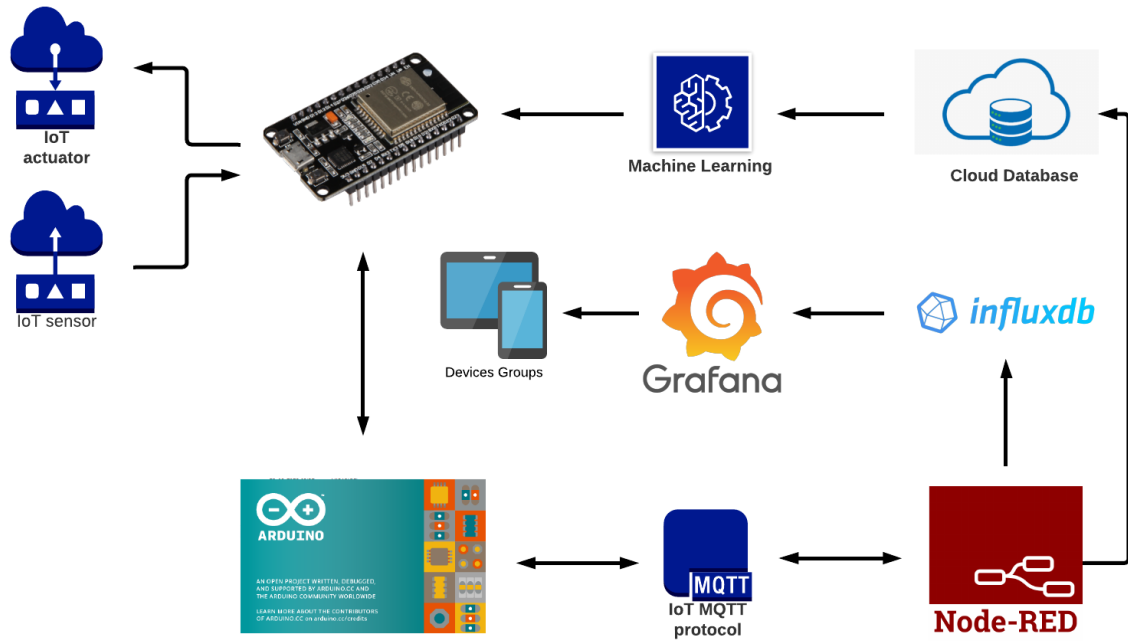 IoT
actuator
IoT sensor
Machine Learning
Cloud Database
Devices Groups
Grafana
influxdb
ARDUINO
AN OPEN PROJECT WRITTEN, DEBUGGED,
AND SUPPORTED BY ARDUINO.CC AND
THE ARDUINO COMMUNITY WORLDWIDE
LEARN MORE ABOUT THE CONTRIBUTORS
OF ARDUINO.CC on arduino.cc/credits
MQTT
IoT MQTT
protocol
Node-RED